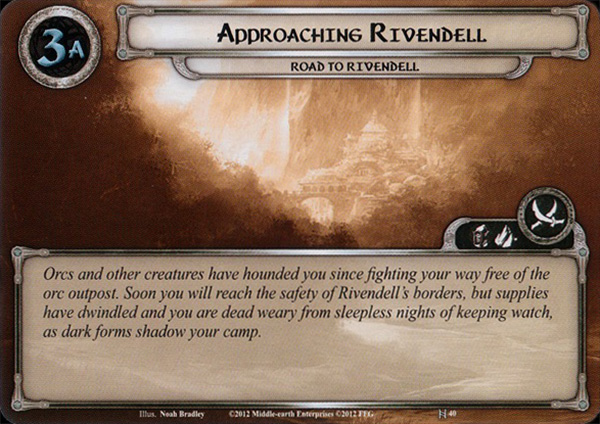 3A
APPROACHING RIVENDELL
ROAD TO RIVENDELL
Orcs and other creatures have hounded you since fighting your way free of the
orc outpost. Soon you will reach the safety of Rivendell's borders, but supplies
have dwindled and you are dead weary from sleepless nights of keeping watch,
as dark forms shadow your camp.
Illus. Noah Bradley ©2012 Middle-earth Enterprises ©2012 FFG 40